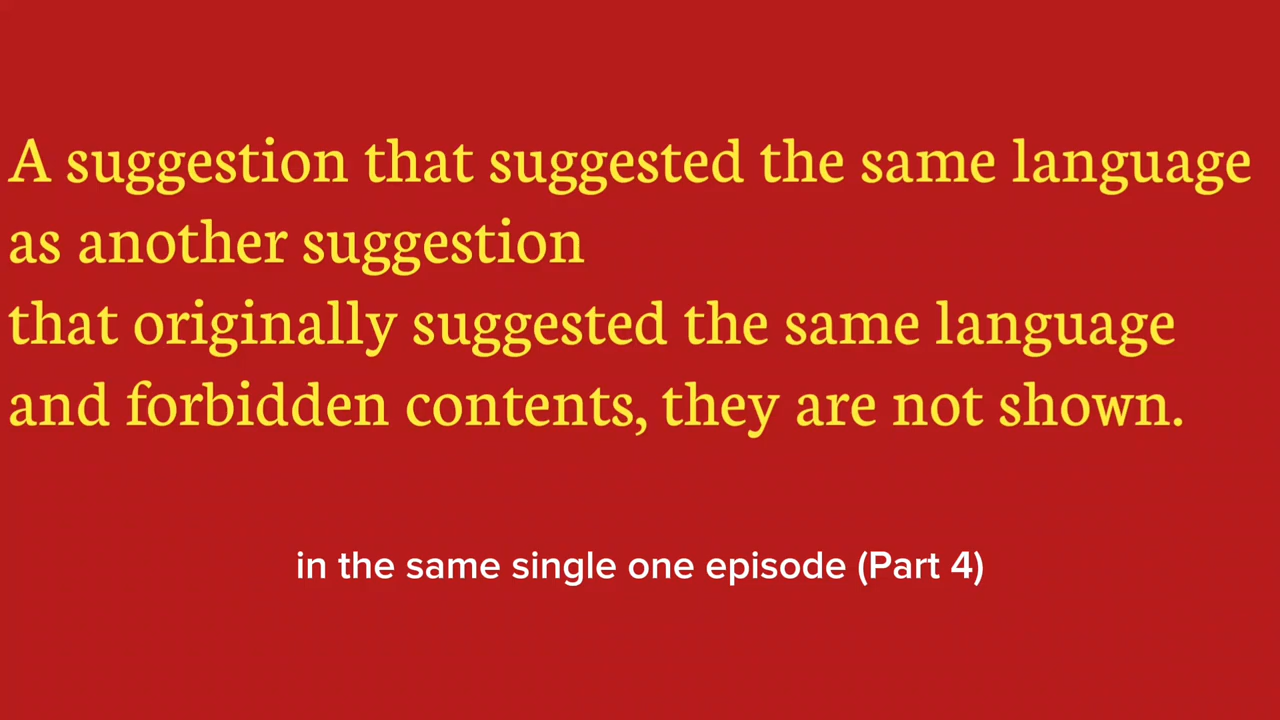 A suggestion that suggested the same language
as another suggestion
that originally suggested the same language
and forbidden contents, they are not shown.
in the same single one episode (Part 4)